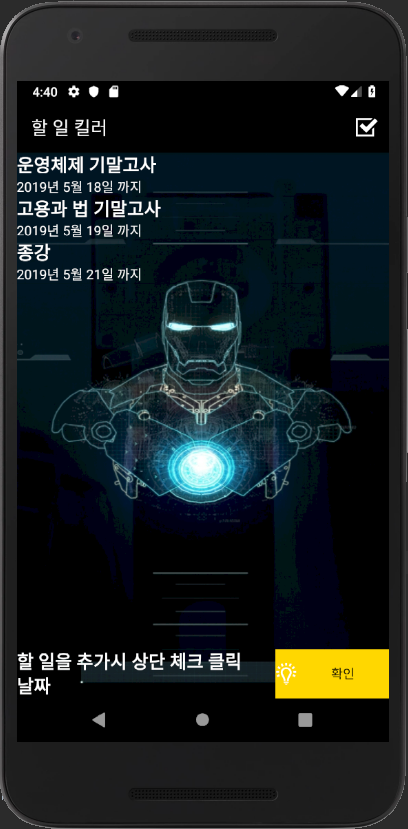 4:40
할 일 킬러
운영체제 기말고사
2019년 5월 18일 까지
고용과 법 기말고사
2019년 5월 19일 까지
종강
2019년 5월 21일 까지
할 일을 추가시 상단 체크 클릭
날짜
확인